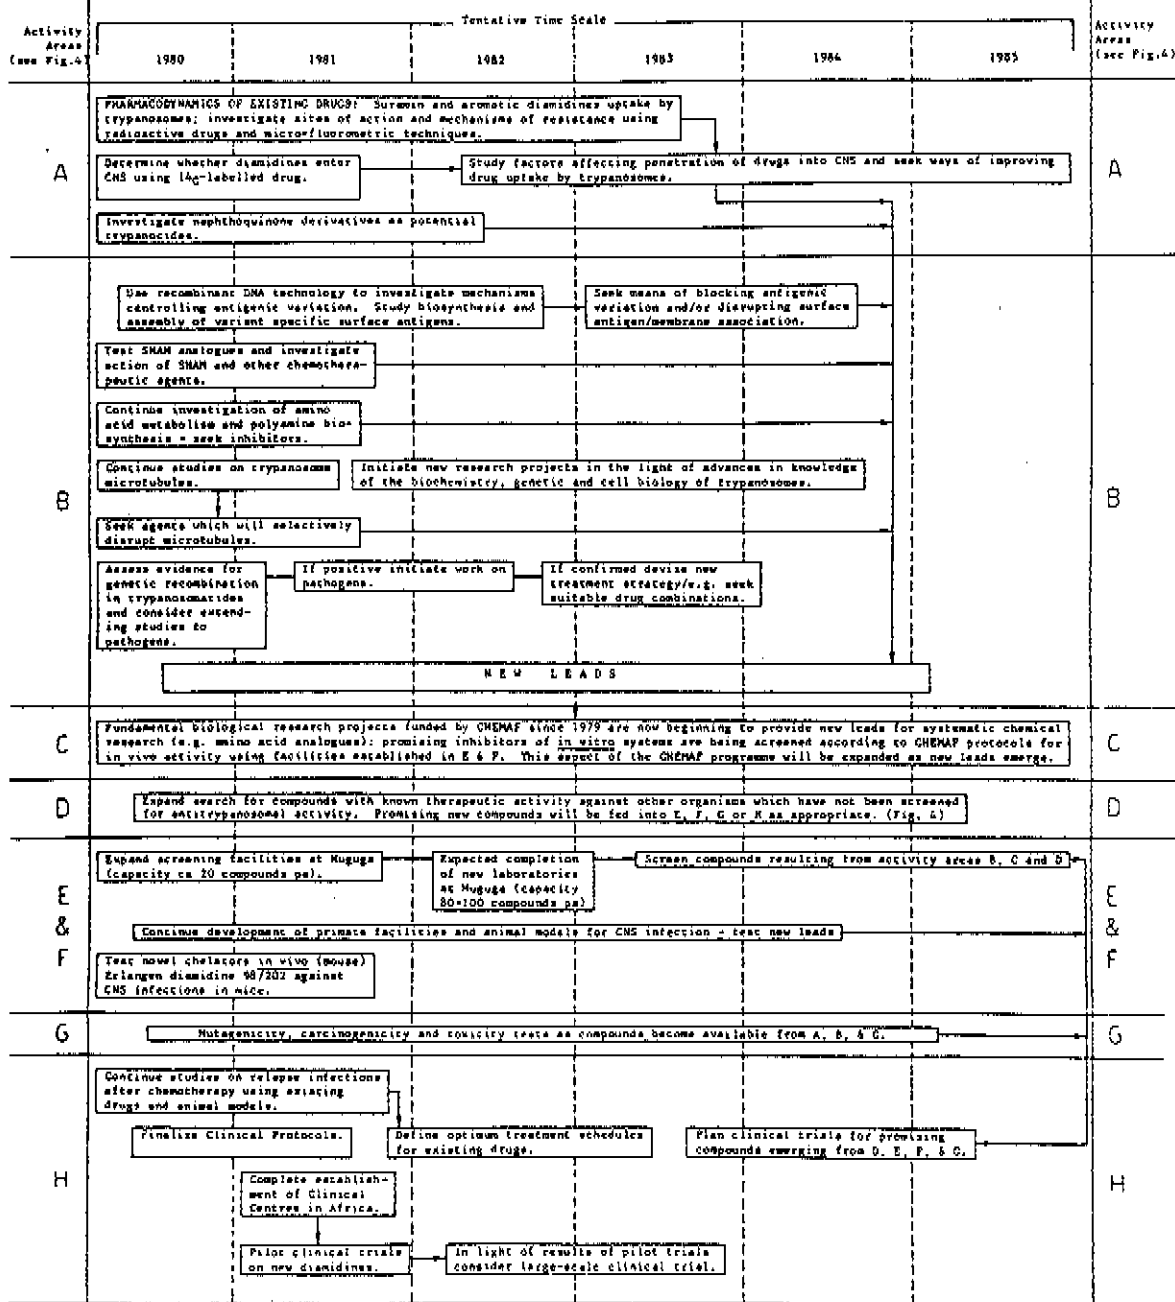 Tentative Time Scale
Activity
Areas
(see Fig.4)
1980 1981 1982 1983 1984 1985
Activity
Areas
(see Fig.4)
A
PHARMACODYNAMICS OF EXISTING DRUGS: Suramin and aromatic diamidines uptake by
trypanosomes; investigate sites of action and mechanisms of resistance using
radioactive drugs and micro-fluorometric techniques.
Determine whether diamidines enter
CNS using 14C-labelled drug.
Study factors affecting penetration of drugs into CNS and seek ways of improving
drug uptake by trypanosomes.
A
Investigate naphthoquinone derivatives as potential
trypanocides.
B
Use recombinant DNA technology to investigate mechanisms
controlling antigenic variation. Study biosynthesis and
assembly of variant specific surface antigens.
Seek means of blocking antigenic
variation and/or disrupting surface
antigen/membrane association.
Test SHAM analogues and investigate
action of SHAM and other chemothera-
peutic agents.
Continue investigation of amino
acid metabolism and polyamine bio-
synthesis - seek inhibitors.
Continue studies on trypanosome
microtubules.
Initiate new research projects in the light of advances in knowledge
of the biochemistry, genetic and cell biology of trypanosomes.
B
Seek agents which will selectively
disrupt microtubules.
Assess evidence for
genetic recombination
in trypanosomatides
and consider extend-
ing studies to
pathogens.
If positive initiate work on
pathogens.
If confirmed devise new
treatment strategy/e.g. seek
suitable drug combinations.
NEW LEADS
C
Fundamental biological research projects funded by CHEMAF since 1979 are now beginning to provide new leads for systematic chemical
research (e.g. amino acid analogues): promising inhibitors of in vitro systems are being screened according to CHEMAF protocols for
in vivo activity using facilities established in E & F. This aspect of the CHEMAF programme will be expanded as new leads emerge.
C
D
Expand search for compounds with known therapeutic activity against other organisms which have not been screened
for antitrypanosomal activity. Promising new compounds will be fed into E, F, G or H as appropriate. (Fig. 4)
D
E
&
F
Expand screening facilities at Muguga
(capacity ca 20 compounds pa).
Expected completion
of new laboratories
at Muguga (capacity
80-100 compounds pa)
Screen compounds resulting from activity areas B, C and D
Continue development of primate facilities and animal models for CNS infection - test new leads
Test novel chelators in vivo (mouse)
Erlangen diamidine 98/202 against
CNS infections in mice.
E
&
F
G
Mutagenicity, carcinogenicity and toxicity tests as compounds become available from A, B, & C.
G
H
Continue studies on relapse infections
after chemotherapy using existing
drugs and animal models.
Finalize Clinical Protocols.
Define optimum treatment schedules
for existing drugs.
Plan clinical trials for promising
compounds emerging from D, E, F, & G.
Complete establish-
ment of Clinical
Centres in Africa.
Pilot clinical trials
on new diamidines.
In light of results of pilot trials
consider large-scale clinical trial.
H